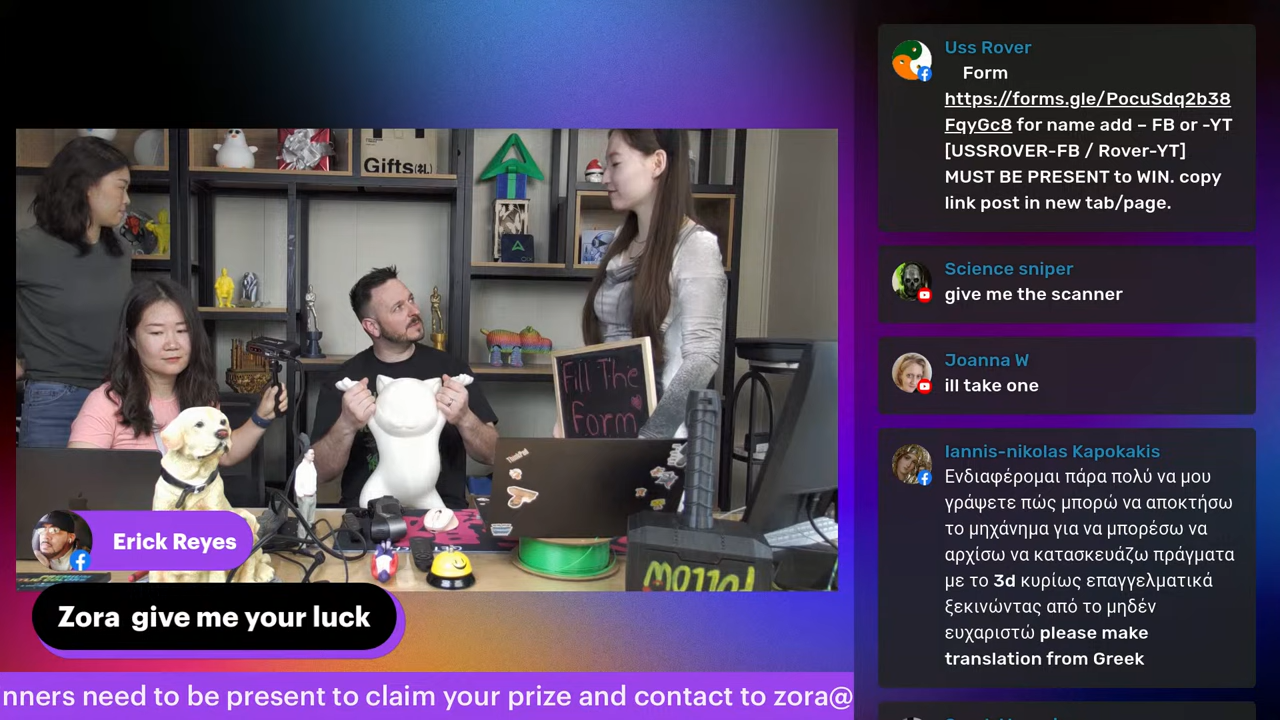 Uss Rover
Form
https://forms.gle/PocuSdq2b38
FqyGc8 for name add – FB or -YT
[USSROVER-FB / Rover-YT]
MUST BE PRESENT to WIN. copy
link post in new tab/page.
Science sniper
give me the scanner
Joanna W
ill take one
Iannis-nikolas Kapokakis
Ενδιαφέρομαι πάρα πολύ να μου
γράψετε πώς μπορώ να αποκτήσω
το μηχάνημα για να μπορέσω να
αρχίσω να κατασκευάζω πράγματα
με το 3d κυρίως επαγγελματικά
ξεκινώντας από το μηδέν
ευχαριστώ please make
translation from Greek
Gifts(礼)
Fill The
Form
ThinkPad
Erick Reyes
Zora give me your luck
nners need to be present to claim your prize and contact to zora@